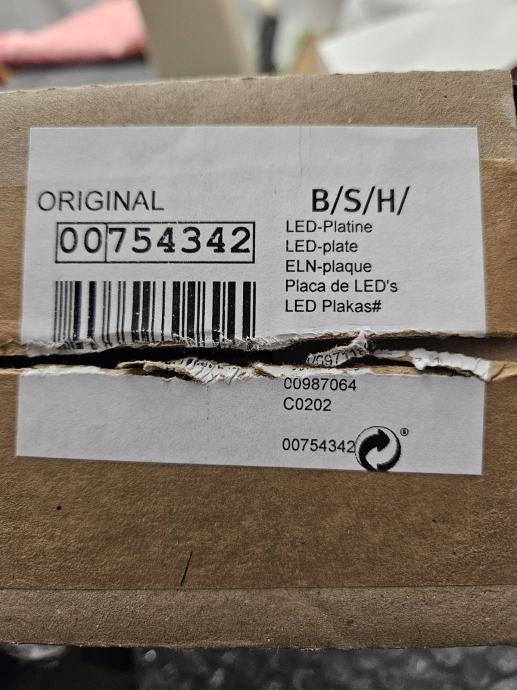 ORIGINAL
B/S/H/
00754342
LED-Platine
LED-plate
ELN-plaque
Placa de LED's
LED Plakas#
00987064
C0202
00754342
®